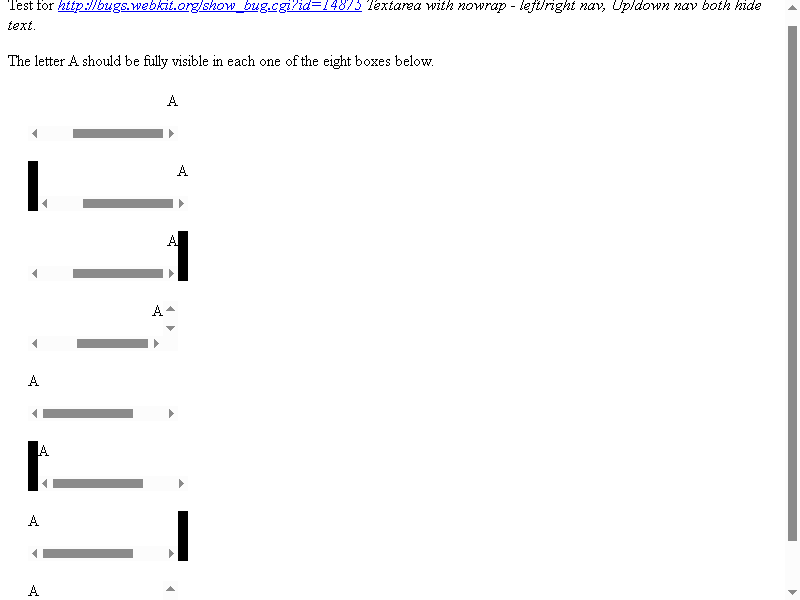 Test for http://bugs.webkit.org/show_bug.cgi?id=14875 Textarea with nowrap - left/right nav, Up/down nav both hide
text.
The letter A should be fully visible in each one of the eight boxes below.
A
A
A
A
A
A
A
A